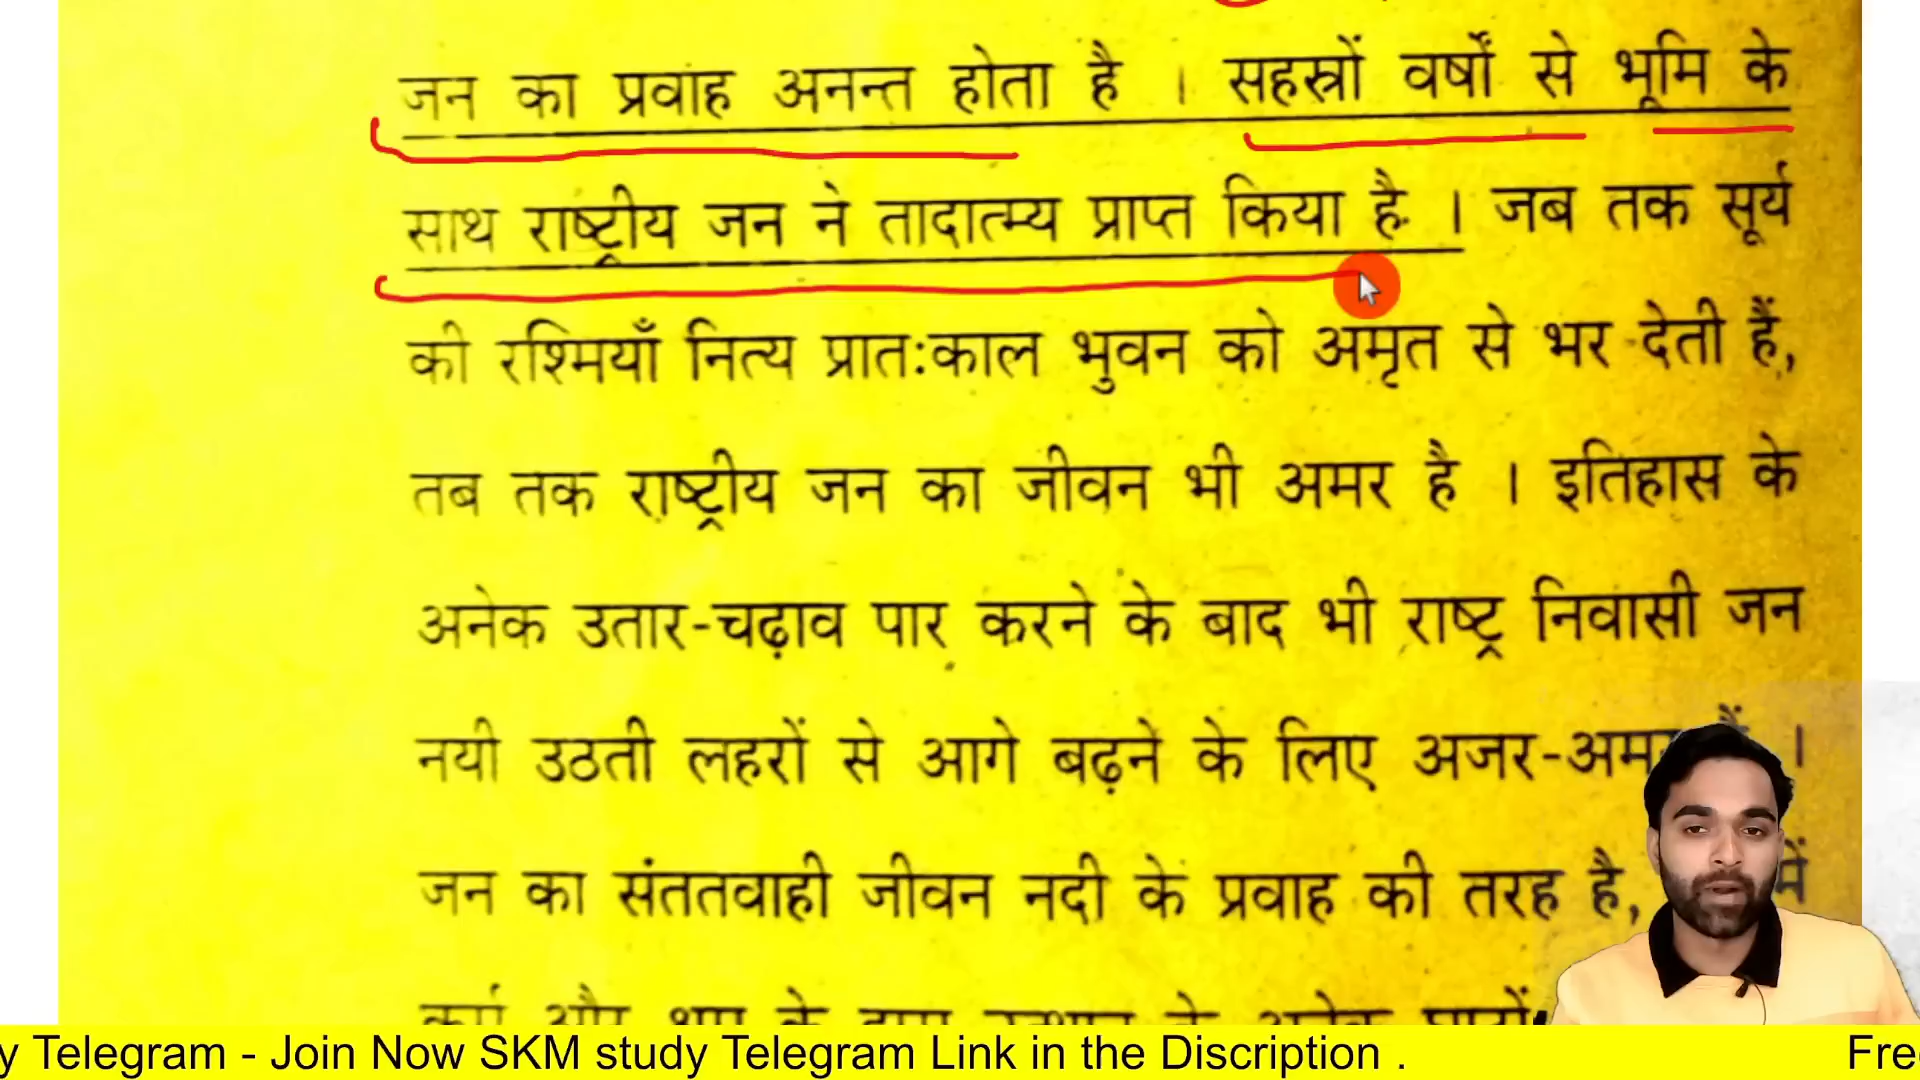 जन का प्रवाह अनन्त होता है । सहस्रों वर्षों से भूमि के
साथ राष्ट्रीय जन ने तादात्म्य प्राप्त किया है । जब तक सूर्य
की रश्मियाँ नित्य प्रात:काल भुवन को अमृत से भर देती हैं,
तब तक राष्ट्रीय जन का जीवन भी अमर है । इतिहास के
अनेक उतार-चढ़ाव पार करने के बाद भी राष्ट्र निवासी जन
नयी उठती लहरों से आगे बढ़ने के लिए ।
जन का संततवाही जीवन नदी के प्रवाह की तरह है,
y Telegram - Join Now SKM study Telegram Link in the Discription .